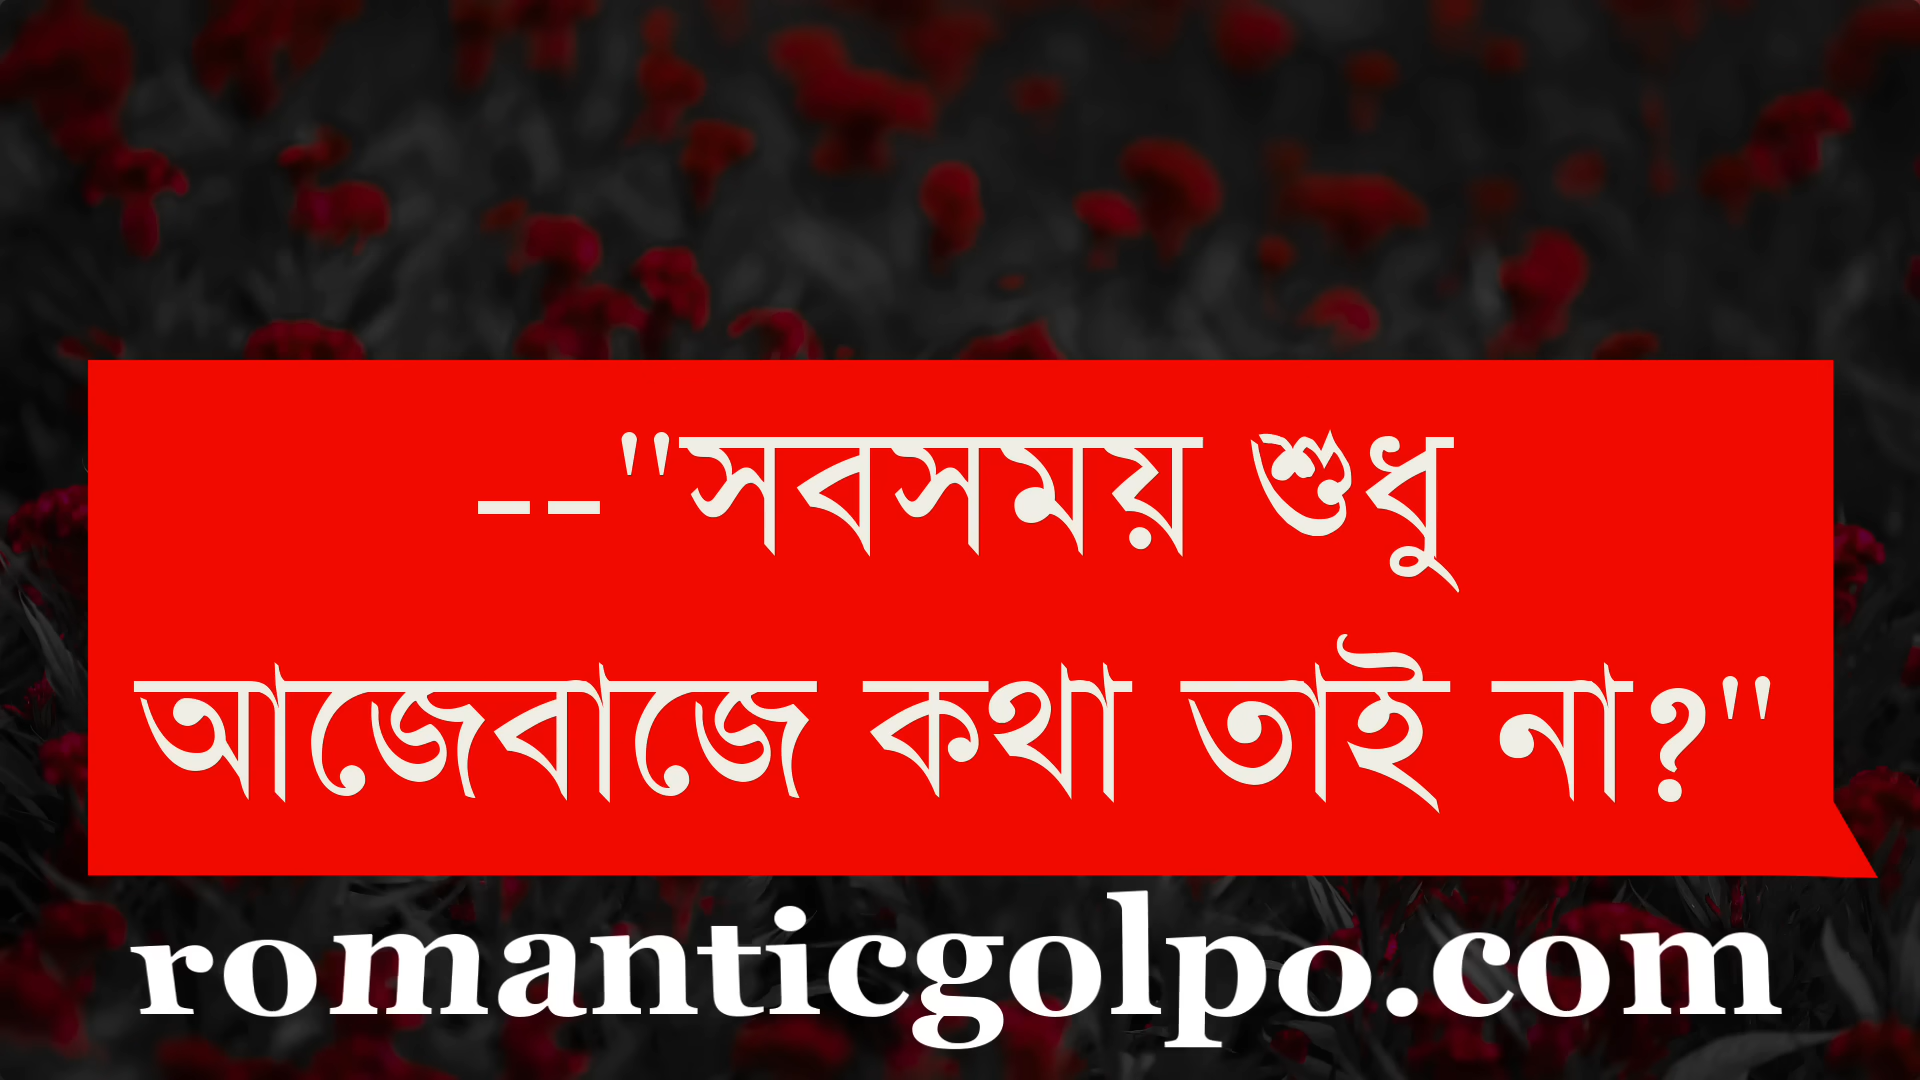 --"সবসময় শুধু
আজেবাজে কথা তাই না?"
romanticgolpo.com